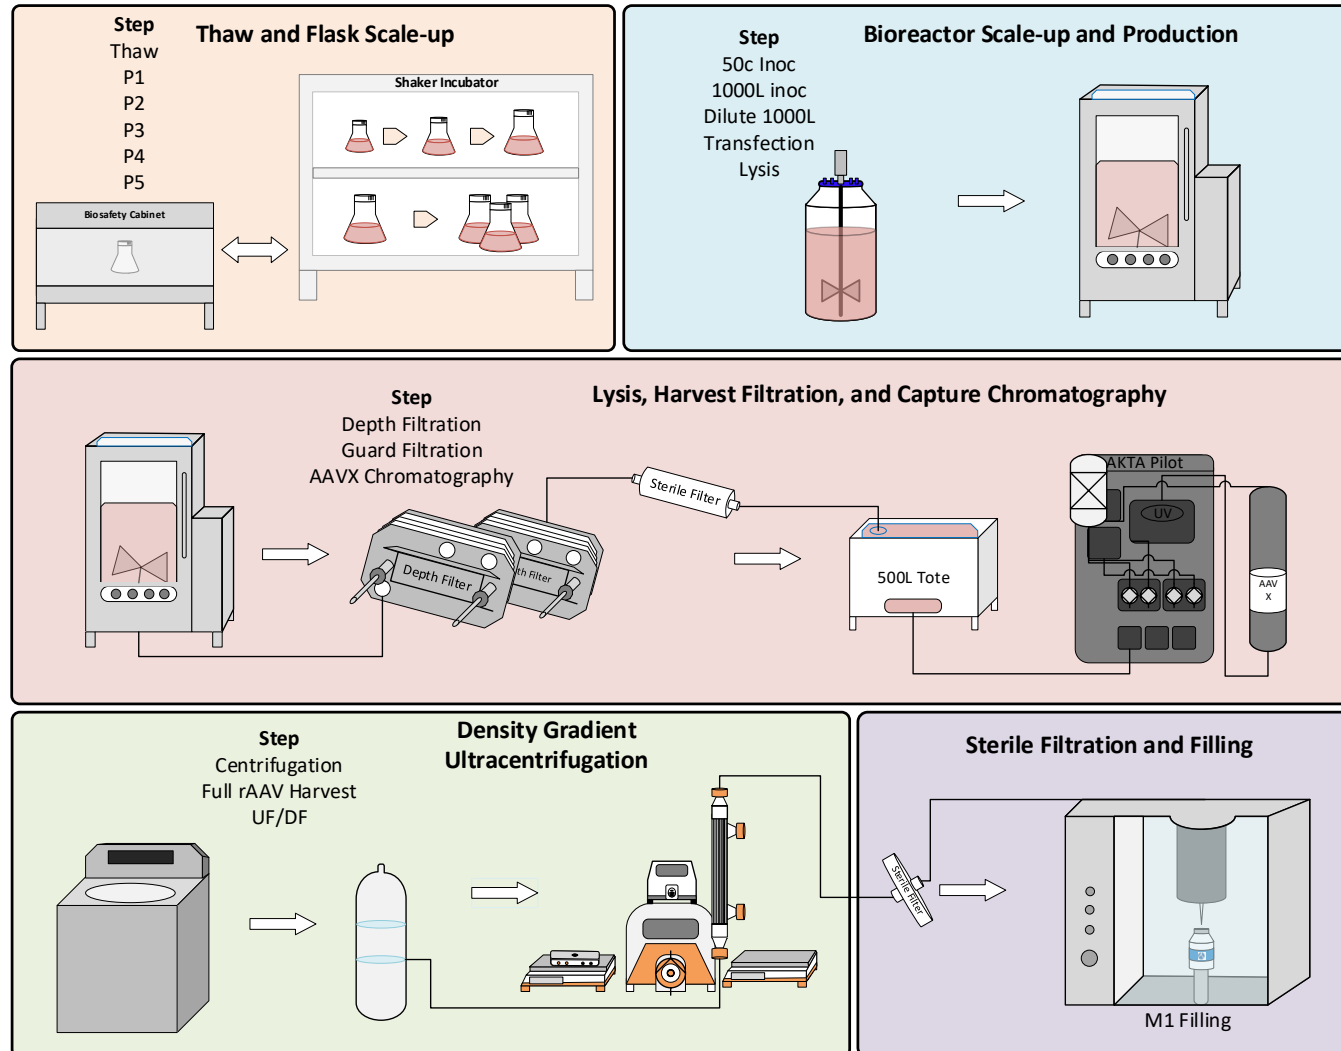 Thaw and Flask Scale-up
Step
Thaw
P1
P2
P3
P4
P5
Biosafety Cabinet
Shaker Incubator
Bioreactor Scale-up and Production
Step
50c Inoc
1000L inoc
Dilute 1000L
Transfection
Lysis
Lysis, Harvest Filtration, and Capture Chromatography
Step
Depth Filtration
Guard Filtration
AAVX Chromatography
Depth Filter
th Filter
Sterile Filter
500L Tote
AKTA Pilot
UV
AAV
X
Density Gradient
Ultracentrifugation
Step
Centrifugation
Full rAAV Harvest
UF/DF
Sterile Filtration and Filling
Sterile Filter
M1 Filling